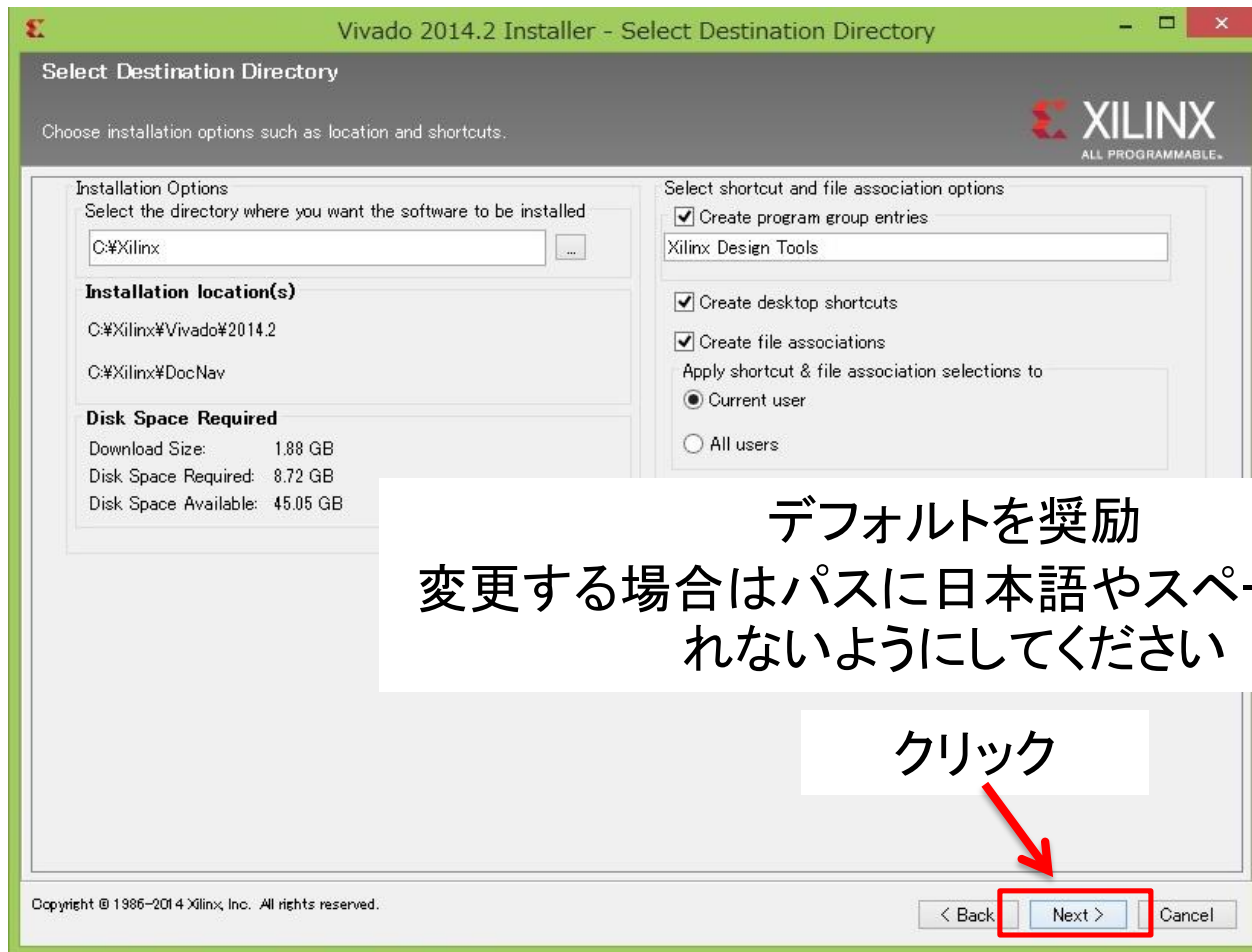 Vivado 2014.2 Installer - Select Destination Directory
Select Destination Directory
Choose installation options such as location and shortcuts.
XILINX
ALL PROGRAMMABLE.
Installation Options
Select the directory where you want the software to be installed
C:¥Xilinx
...
Installation location(s)
C:¥Xilinx¥Vivado¥2014.2
C:¥Xilinx¥DocNav
Disk Space Required
Download Size: 1.88 GB
Disk Space Required: 8.72 GB
Disk Space Available: 45.05 GB
Select shortcut and file association options
Create program group entries
Xilinx Design Tools
Create desktop shortcuts
Create file associations
Apply shortcut & file association selections to
Current user
All users
デフォルトを奨励
変更する場合はパスに日本語やスペー
れないようにしてください
クリック
Copyright © 1986-2014 Xilinx, Inc. All rights reserved.
< Back
Next >
Cancel